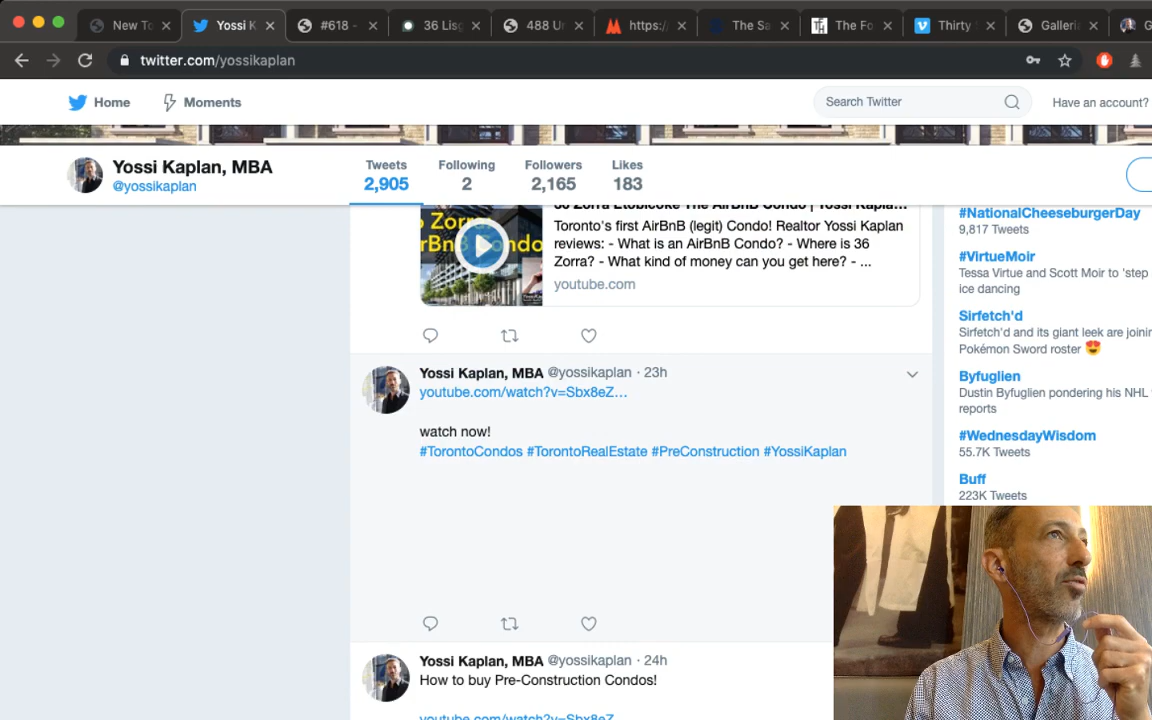 New To
Yossi K
#618 -
36 Lisg
488 Ur
https:/
The Sa
The Fo
Thirty
Galleri
twitter.com/yossikaplan
Home
Moments
Search Twitter
Have an account?
Yossi Kaplan, MBA
@yossikaplan
Tweets
2,905
Following
2
Followers
2,165
Likes
183
36 Zorra Etobicoke The AirBnB Condo | Yossi Kapla...
Toronto's first AirBnB (legit) Condo! Realtor Yossi Kaplan
reviews: - What is an AirBnB Condo? - Where is 36
Zorra? - What kind of money can you get here? - ...
youtube.com
Yossi Kaplan, MBA @yossikaplan · 23h
youtube.com/watch?v=Sbx8eZ...
watch now!
#TorontoCondos #TorontoRealEstate #PreConstruction #YossiKaplan
Yossi Kaplan, MBA @yossikaplan · 24h
How to buy Pre-Construction Condos!
youtube.com/watch?v=Sbx8eZ
#NationalCheeseburgerDay
9,817 Tweets
#VirtueMoir
Tessa Virtue and Scott Moir to 'step
ice dancing
Sirfetch'd
Sirfetch'd and its giant leek are joinin
Pokémon Sword roster 😍
Byfuglien
Dustin Byfuglien pondering his NHL
reports
#WednesdayWisdom
55.7K Tweets
Buff
223K Tweets